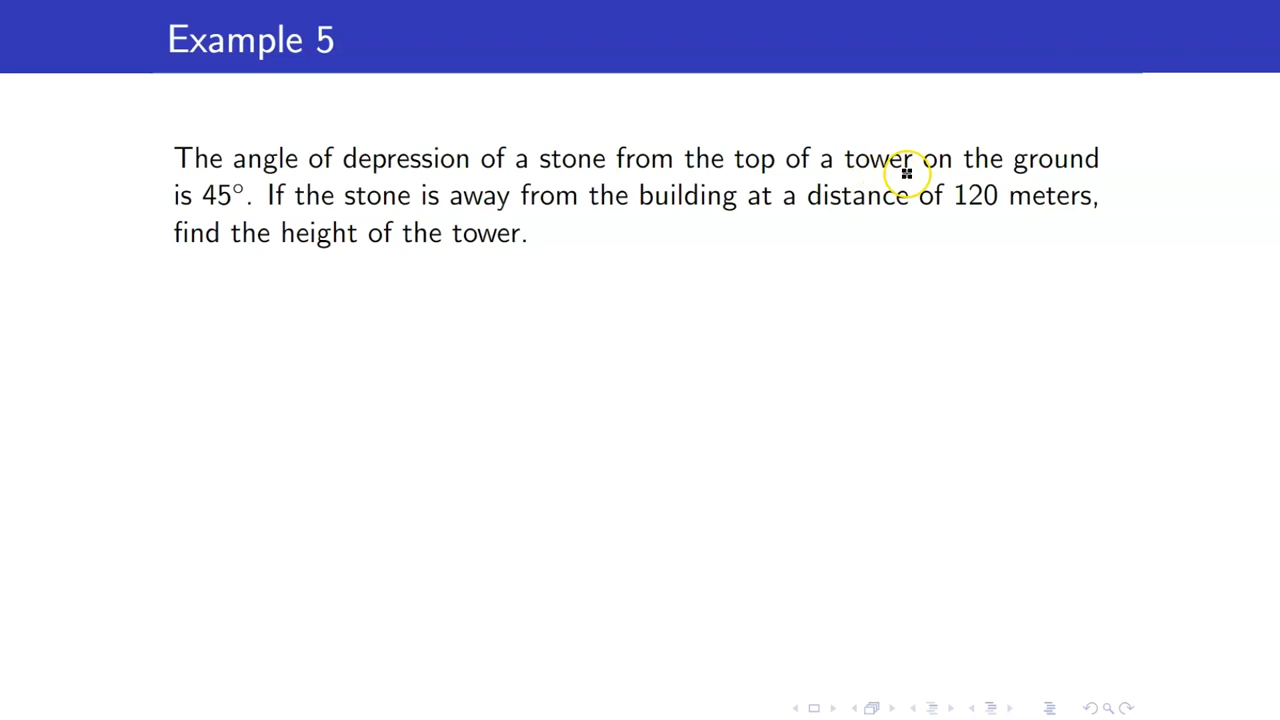 Example 5
The angle of depression of a stone from the top of a tower on the ground
is 45°. If the stone is away from the building at a distance of 120 meters,
find the height of the tower.